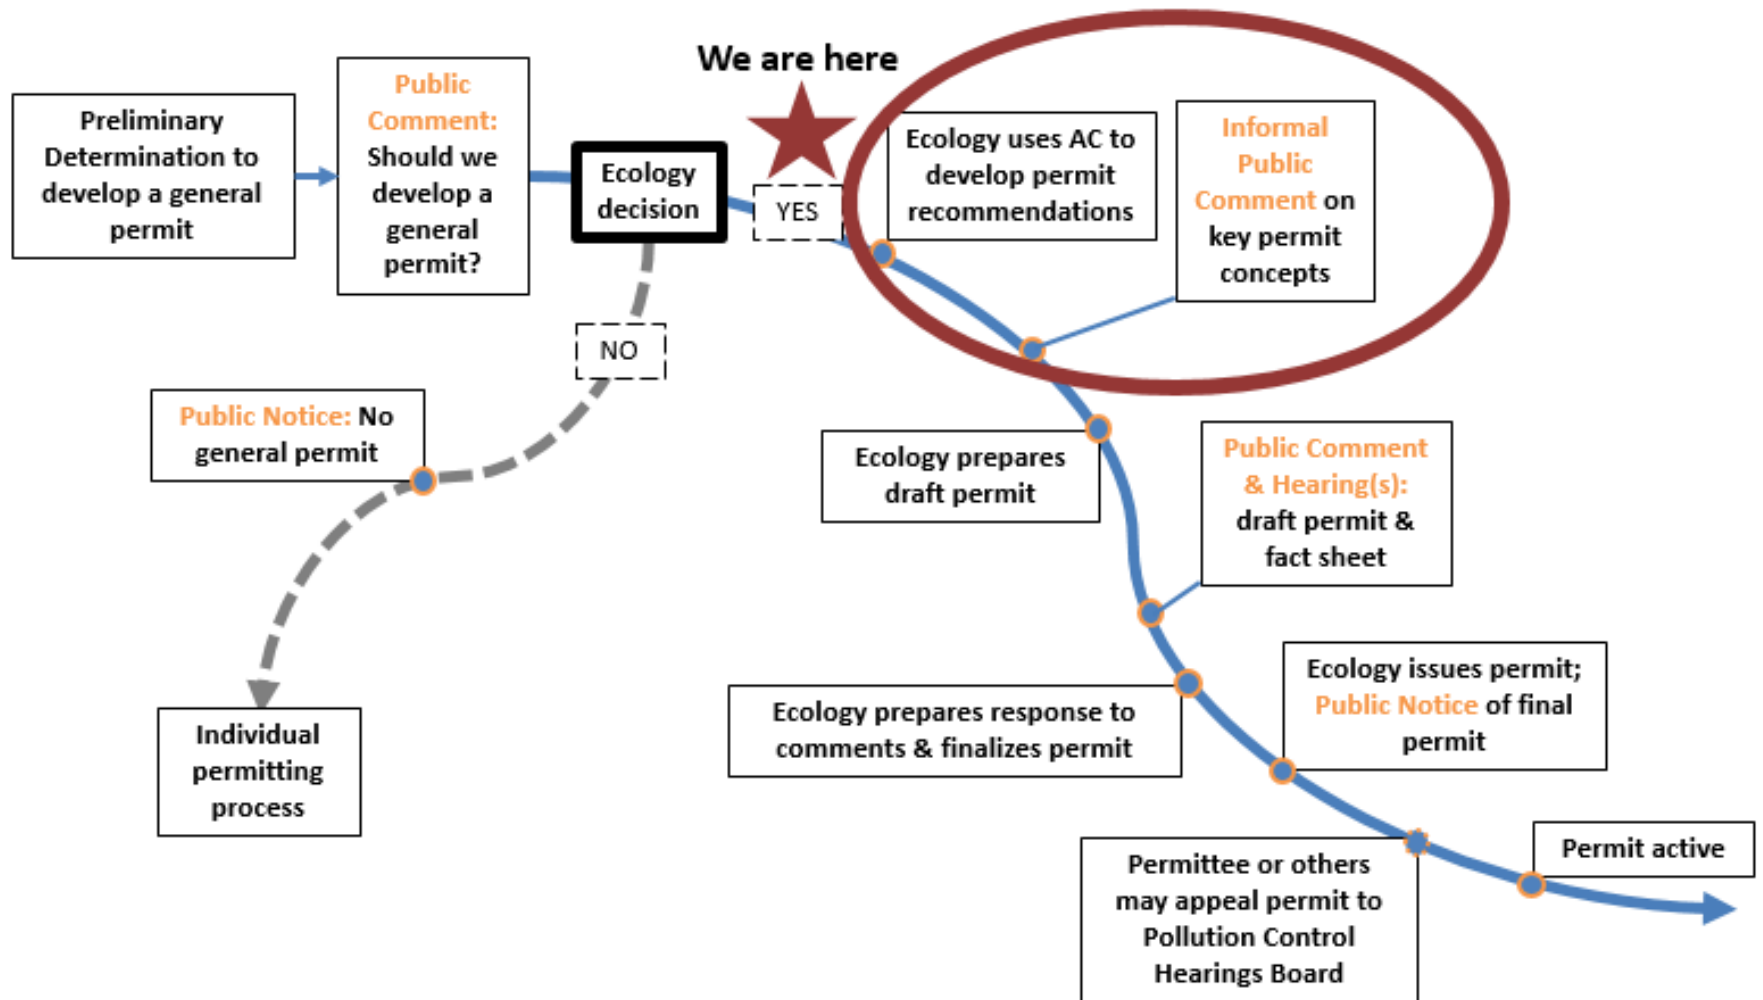 We are here
Preliminary
Determination to
develop a general
permit
Public
Comment:
Should we
develop a
general
permit?
Ecology
decision
YES
Ecology uses AC to
develop permit
recommendations
Informal
Public
Comment on
key permit
concepts
NO
Public Notice: No
general permit
Individual
permitting
process
Ecology prepares
draft permit
Public Comment
& Hearing(s):
draft permit &
fact sheet
Ecology prepares response to
comments & finalizes permit
Ecology issues permit;
Public Notice of final
permit
Permittee or others
may appeal permit to
Pollution Control
Hearings Board
Permit active